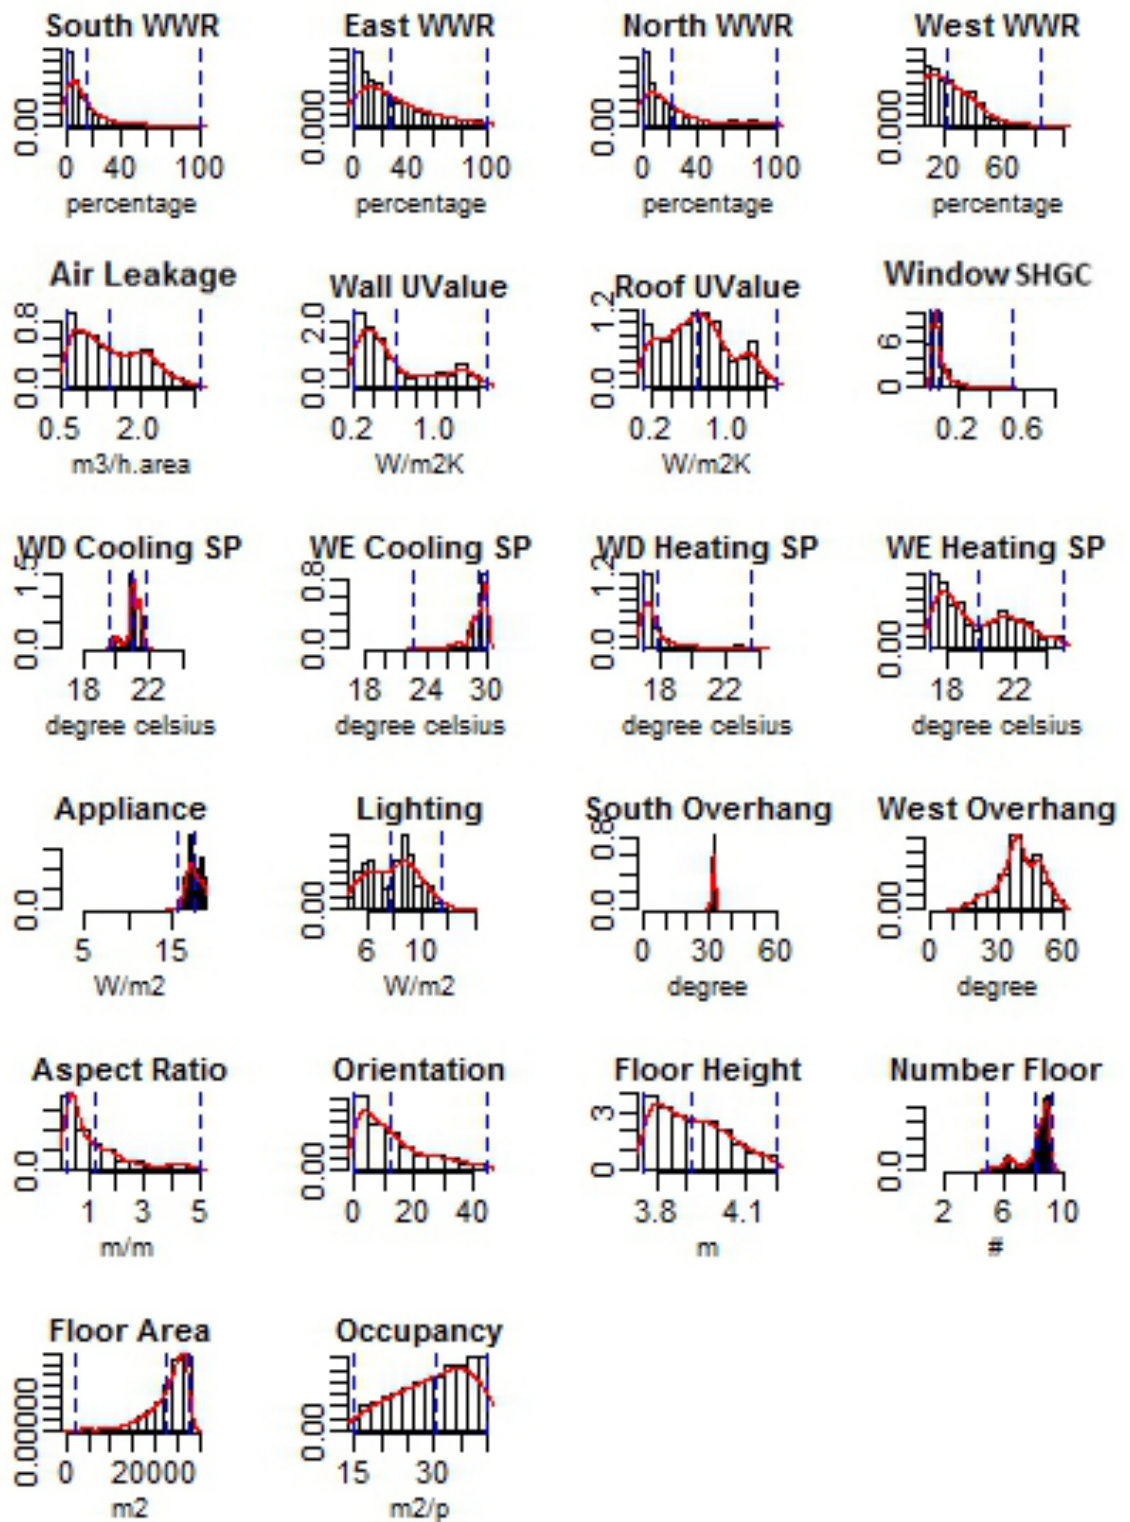 South WWR East WWR North WWR West WWR
0.00 0.000 0.00 0.000
0 40 100 0 40 100 0 40 100 20 60
percentage percentage percentage percentage
Air Leakage Wall UValue Roof UValue Window SHGC
0.0 0.8 0.0 2.0 0.0 1.2 0 6
0.5 2.0 0.2 1.0 0.2 1.0 0.2 0.6
m3/h.area W/m2K W/m2K
WD Cooling SP WE Cooling SP WD Heating SP WE Heating SP
0.0 1.5 0.0 0.8 0.0 1.2 0.00
18 22 18 24 30 18 22 18 22
degree celsius degree celsius degree celsius degree celsius
Appliance Lighting South Overhang West Overhang
0.0 0.00 0.0 0.8 0.00
5 15 6 10 0 30 60 0 30 60
W/m2 W/m2 degree degree
Aspect Ratio Orientation Floor Height Number Floor
0.0 0.00 0 3 0.0
1 3 5 0 20 40 3.8 4.1 2 6 10
m/m m #
Floor Area Occupancy
0.00000 0.00
0 20000 15 30
m2 m2/p